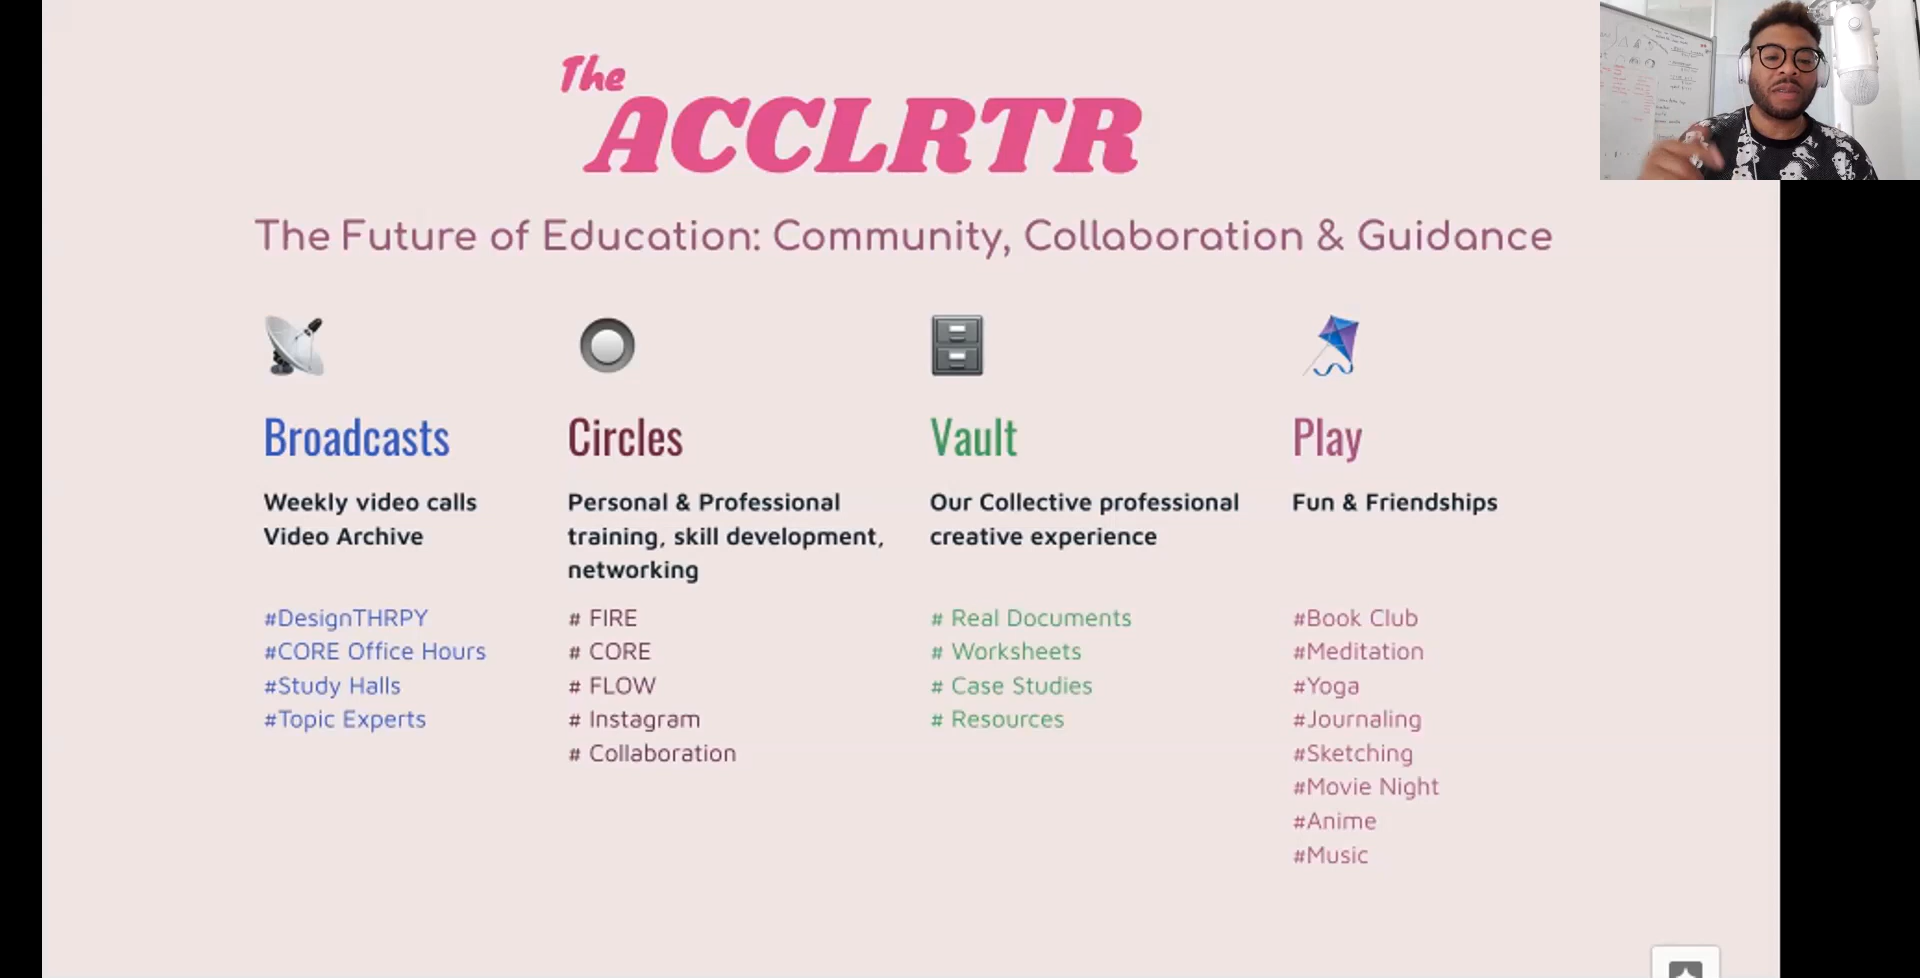 The
ACCLRTR
The Future of Education: Community, Collaboration & Guidance
Broadcasts
Weekly video calls
Video Archive
#DesignTHRPY
#CORE Office Hours
#Study Halls
#Topic Experts
Circles
Personal & Professional
training, skill development,
networking
# FIRE
# CORE
# FLOW
# Instagram
# Collaboration
Vault
Our Collective professional
creative experience
# Real Documents
# Worksheets
# Case Studies
# Resources
Play
Fun & Friendships
#Book Club
#Meditation
#Yoga
#Journaling
#Sketching
#Movie Night
#Anime
#Music